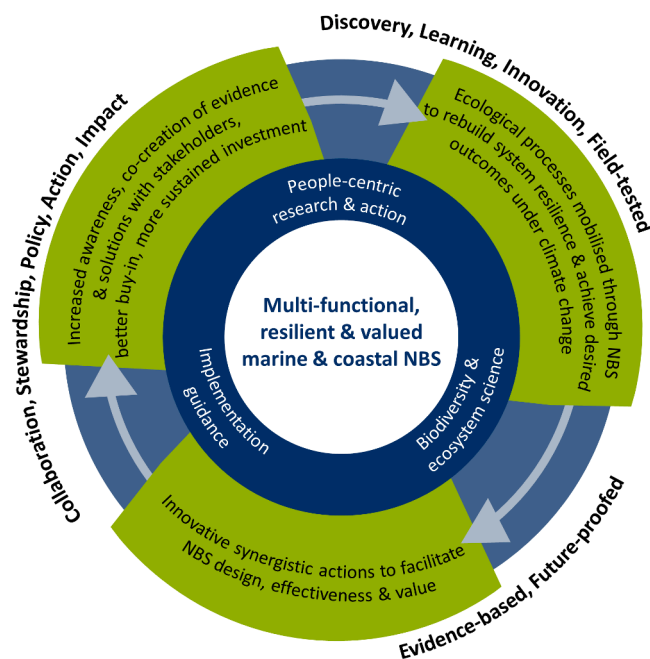 Discovery, Learning, Innovation, Field-tested
Ecological processes mobilised through NBS
to rebuild system resilience & achieve desired
outcomes under climate change
Evidence-based, Future-proofed
Innovative synergistic actions to facilitate
NBS design, effectiveness & value
Collaboration, Stewardship, Policy, Action, Impact
Increased awareness, co-creation of evidence
& solutions with stakeholders,
better buy-in, more sustained investment
People-centric
research & action
Biodiversity &
ecosystem science
Implementation
guidance
Multi-functional,
resilient & valued
marine & coastal NBS